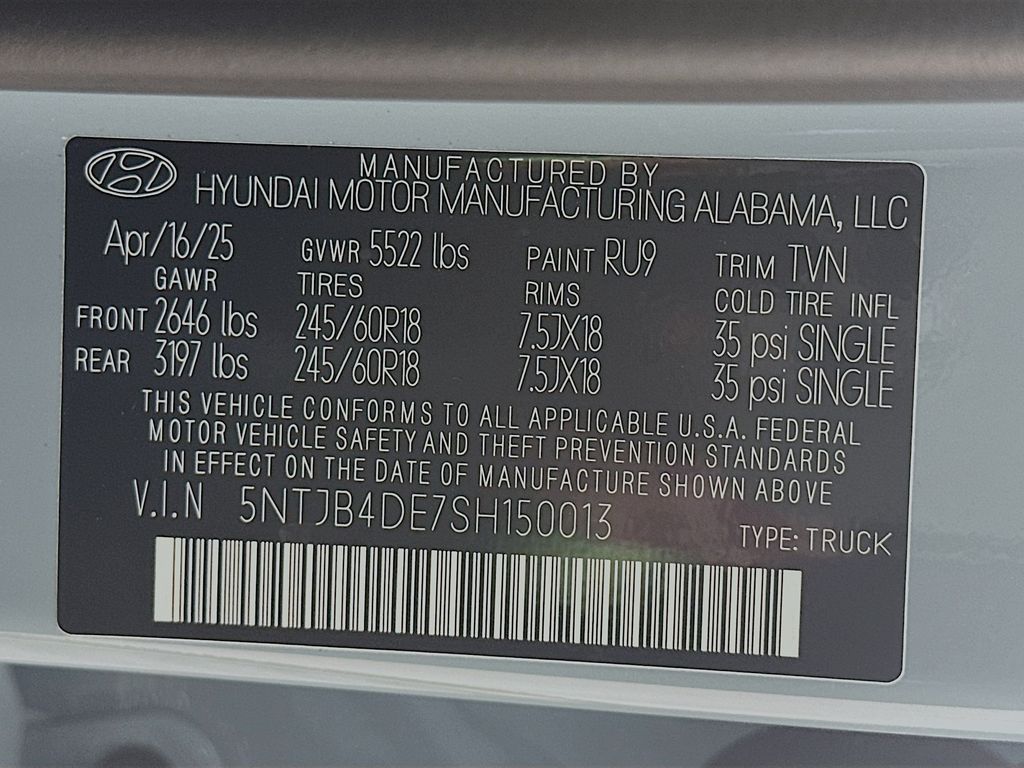 MANUFACTURED BY
HYUNDAI MOTOR MANUFACTURING ALABAMA, LLC
Apr/16/25 GVWR 5522 lbs PAINT RU9 TRIM TVN
GAWR TIRES RIMS COLD TIRE INFL
FRONT 2646 lbs 245/60R18 7.5JX18 35 psi SINGLE
REAR 3197 lbs 245/60R18 7.5JX18 35 psi SINGLE
THIS VEHICLE CONFORMS TO ALL APPLICABLE U.S.A. FEDERAL
MOTOR VEHICLE SAFETY AND THEFT PREVENTION STANDARDS
IN EFFECT ON THE DATE OF MANUFACTURE SHOWN ABOVE
V.I.N 5NTJB4DE7SH150013 TYPE: TRUCK